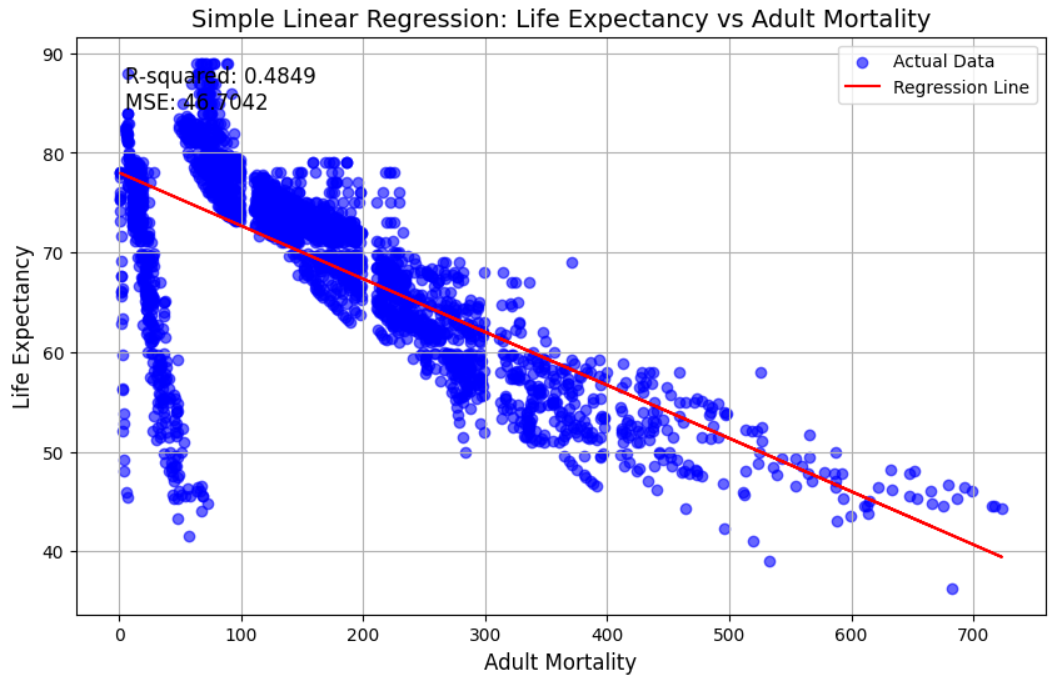 Simple Linear Regression: Life Expectancy vs Adult Mortality
90
80
70
60
50
40
Life Expectancy
R-squared: 0.4849
MSE: 46.7042
Actual Data
Regression Line
0 100 200 300 400 500 600 700
Adult Mortality